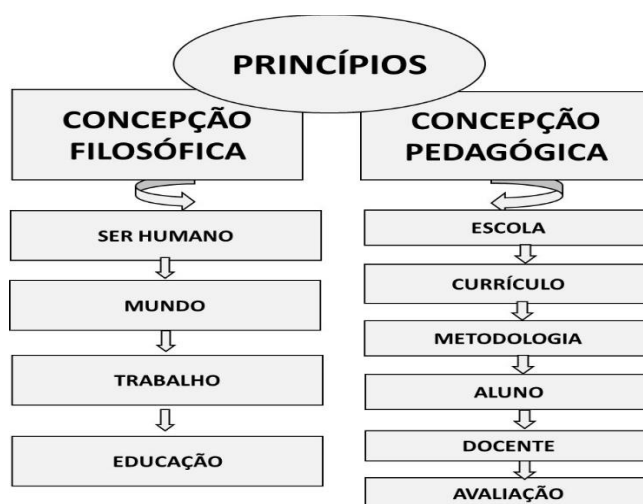 PRINCÍPIOS
CONCEPÇÃO
FILOSÓFICA
SER HUMANO
MUNDO
TRABALHO
EDUCAÇÃO
CONCEPÇÃO
PEDAGÓGICA
ESCOLA
CURRÍCULO
METODOLOGIA
ALUNO
DOCENTE
AVALIAÇÃO